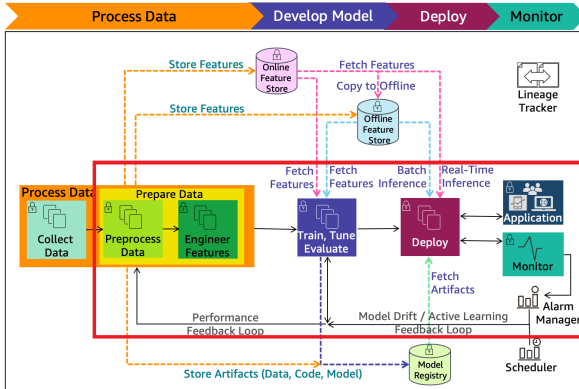 Process Data
Develop Model
Deploy
Monitor
Online
Feature
Store
Store Features
Fetch Features
Copy to Offline
Lineage
Tracker
Store Features
Offline
Feature
Store
Fetch
Features
Fetch
Features
Batch
Inference
Real-Time
Inference
Process Data
Prepare Data
Collect
Data
Preprocess
Data
Engineer
Features
Train, Tune
Evaluate
Deploy
Application
Monitor
Fetch
Artifacts
Alarm
Manager
Performance
Feedback Loop
Model Drift / Active Learning
Feedback Loop
Scheduler
Store Artifacts (Data, Code, Model)
Model
Registry